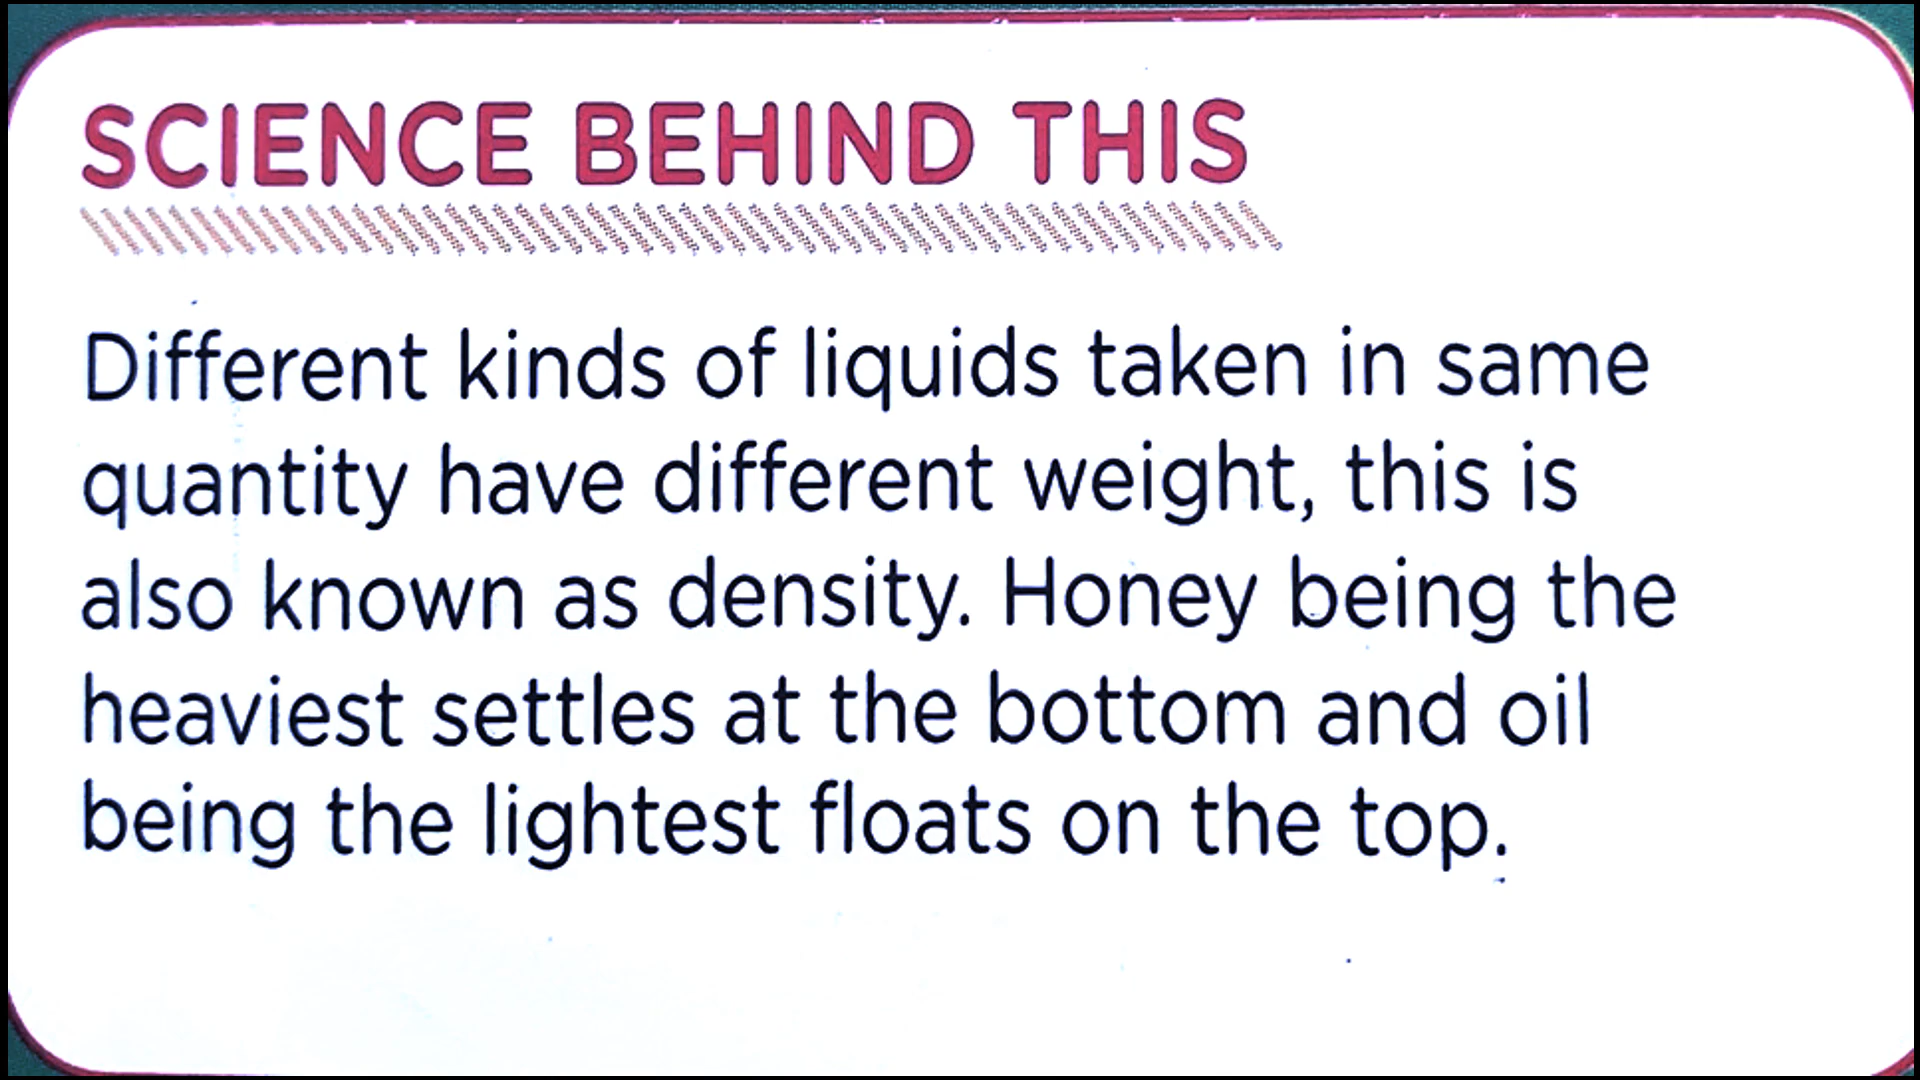 SCIENCE BEHIND THIS
Different kinds of liquids taken in same
quantity have different weight, this is
also known as density. Honey being the
heaviest settles at the bottom and oil
being the lightest floats on the top.